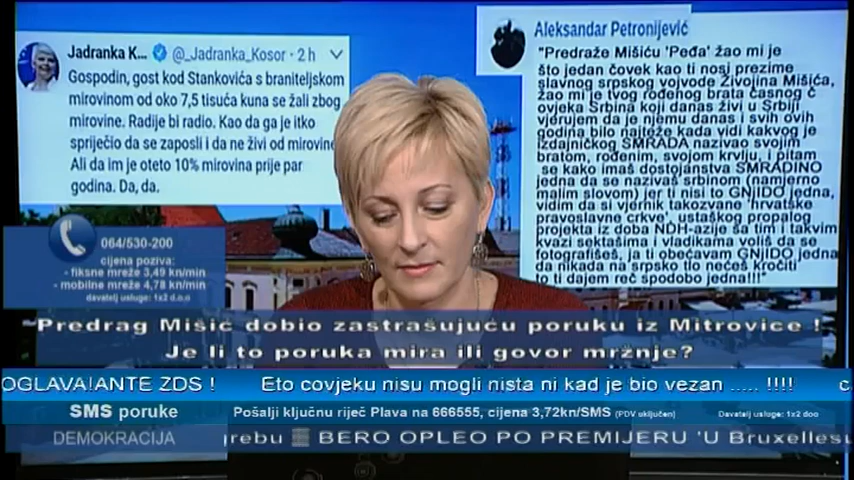 Jadranka K... @_Jadranka_Kosor · 2 h
Gospodin, gost kod Stankovića s braniteljskom
mirovinom od oko 7,5 tisuća kuna se žali zbog
mirovine. Radije bi radio. Kao da ga je itko
spriječio da se zaposli i da ne živi od mirovine
Ali da im je oteto 10% mirovina prije par
godina. Da, da.
Aleksandar Petronijević
"Predraže Mišiću 'Peđa' žao mi je
što jedan čovek kao ti nosi prezime
slavnog srpskog vojvode Živojina Mišića,
žao mi je tvog rođenog brata časnog č
ovjeka Srbina koji danas živi u Srbiji
vjerujem da je njemu danas i svih ovih
godina bilo najteže kada vidi kakvog je
izdajničkog SMRADA nazivao svojim
bratom, rođenim, svojom krvlju, i pitam
se kako imaš dostojanstva SMRADINO
jedna da se nazivaš srbinom (namjerno
malim slovom) jer ti nisi to GNjIDO jedna,
vidim da si vjernik takozvane 'hrvatske
pravoslavne crkve', ustaškog propalog
projekta iz doba NDH-azije sa tim i takvim
kvazi sektašima i vladikama voliš da se
fotografišeš, ja ti obećavam GNjIDO jedna
da nikada na srpsko tlo nećeš kročiti
to ti dajem reč spodobo jedna!!!"
064/530-200
cijena poziva:
- fiksne mreže 3,49 kn/min
- mobilne mreže 4,78 kn/min
davatelj usluge: 1x2 d.o.o
Predrag Mišić dobio zastrašujuću poruku iz Mitrovice !
Je li to poruka mira ili govor mržnje?
OGLAVA!ANTE ZDS ! Eto covjeku nisu mogli nista ni kad je bio vezan ..... !!!!
SMS poruke Pošalji ključnu riječ Plava na 666555, cijena 3,72kn/SMS (PDV uključen) Davatelj usluge: 1x2 doo
DEMOKRACIJA grebu BERO OPLEO PO PREMIJERU 'U Bruxellesu